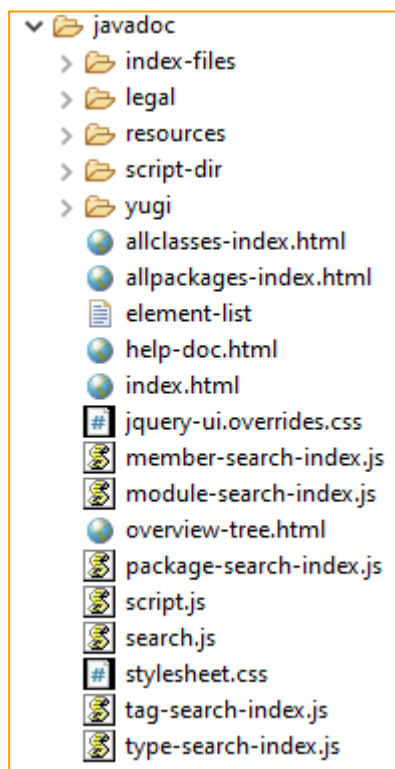 javadoc
index-files
legal
resources
script-dir
yugi
allclasses-index.html
allpackages-index.html
element-list
help-doc.html
index.html
jquery-ui.overrides.css
member-search-index.js
module-search-index.js
overview-tree.html
package-search-index.js
script.js
search.js
stylesheet.css
tag-search-index.js
type-search-index.js